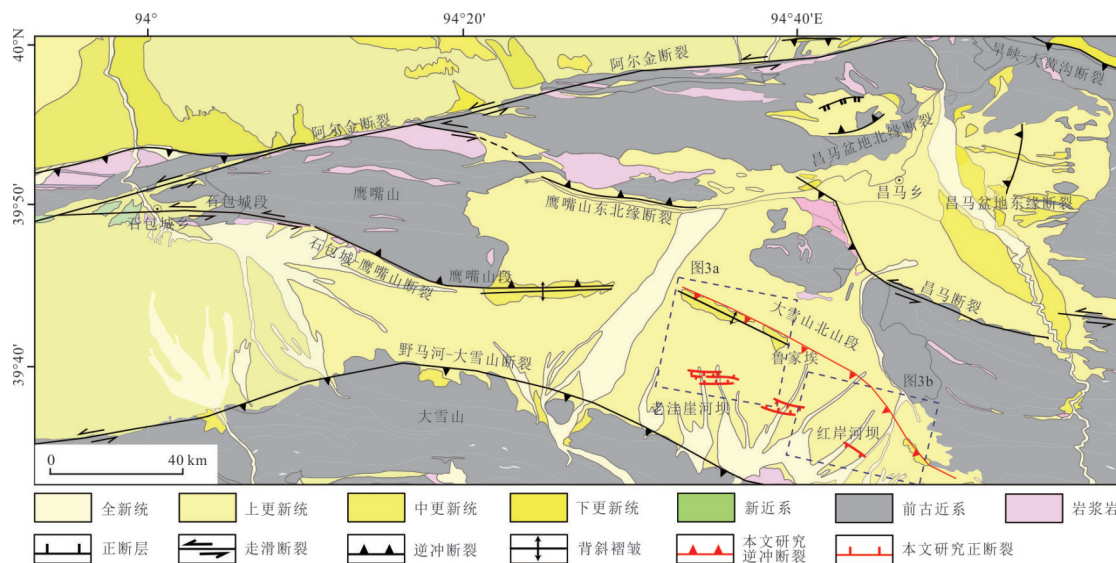 94°
94°20′
94°40′E
40°N
阿尔金断裂
旱峡-大黄沟断裂
阿尔金断裂
昌马盆地北缘断裂
鹰嘴山
昌马乡
39°50′
石包城段
鹰嘴山东北缘断裂
昌马盆地东缘断裂
石包城乡
石包城-鹰嘴山断裂
鹰嘴山段
图3a
昌马断裂
大雪山北山段
39°40′
野马河-大雪山断裂
鲁家埃
图3b
大雪山
老洼崖河坝
红岸河坝
0 40 km
全新统 上更新统 中更新统 下更新统 新近系 前古近系 岩浆岩
正断层 走滑断裂 逆冲断裂 背斜褶皱 本文研究 本文研究正断裂
逆冲断裂